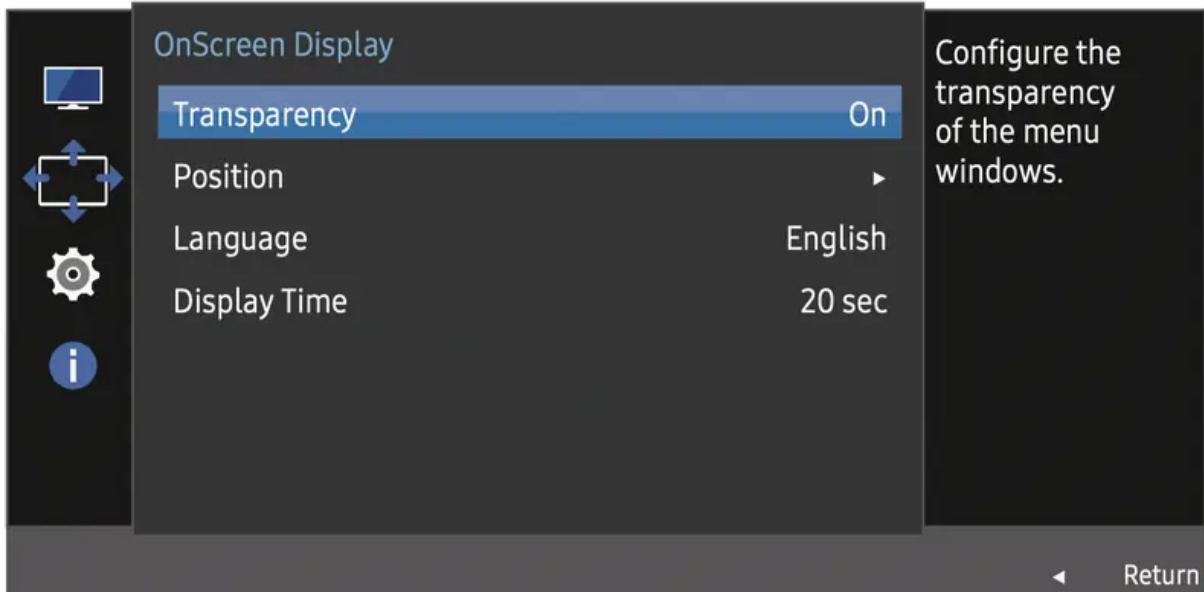 OnScreen Display
Transparency On
Position ▸
Language English
Display Time 20 sec
Configure the
transparency
of the menu
windows.
i
◂ Return